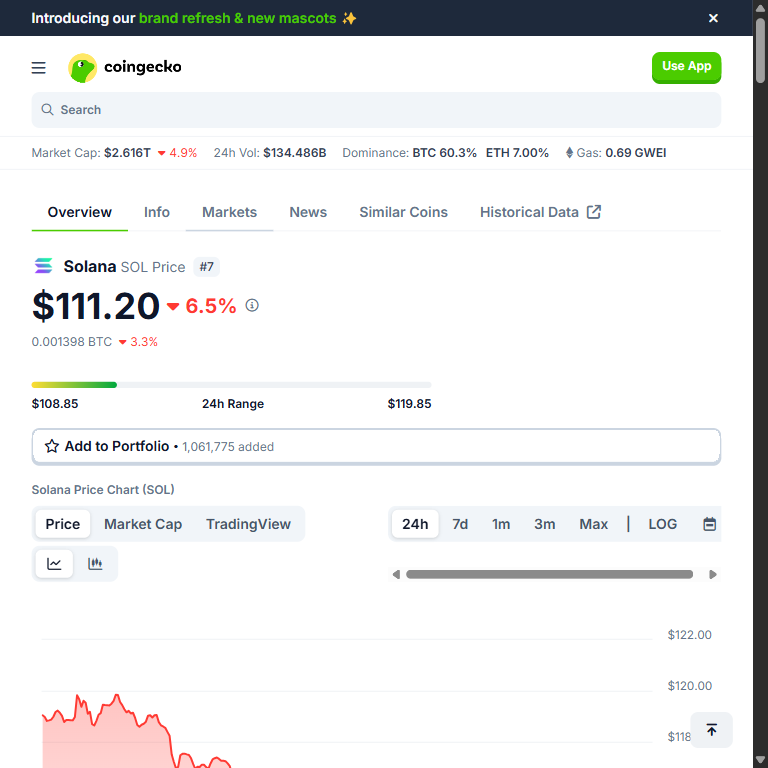 Introducing our brand refresh & new mascots ✨
coingecko
Use App
Search
Market Cap: $2.616T 4.9% 24h Vol: $134.486B Dominance: BTC 60.3% ETH 7.00% Gas: 0.69 GWEI
Overview Info Markets News Similar Coins Historical Data
Solana SOL Price #7
$111.20 6.5%
0.001398 BTC 3.3%
$108.85 24h Range $119.85
Add to Portfolio • 1,061,775 added
Solana Price Chart (SOL)
Price Market Cap TradingView 24h 7d 1m 3m Max | LOG
$122.00
$120.00
$118